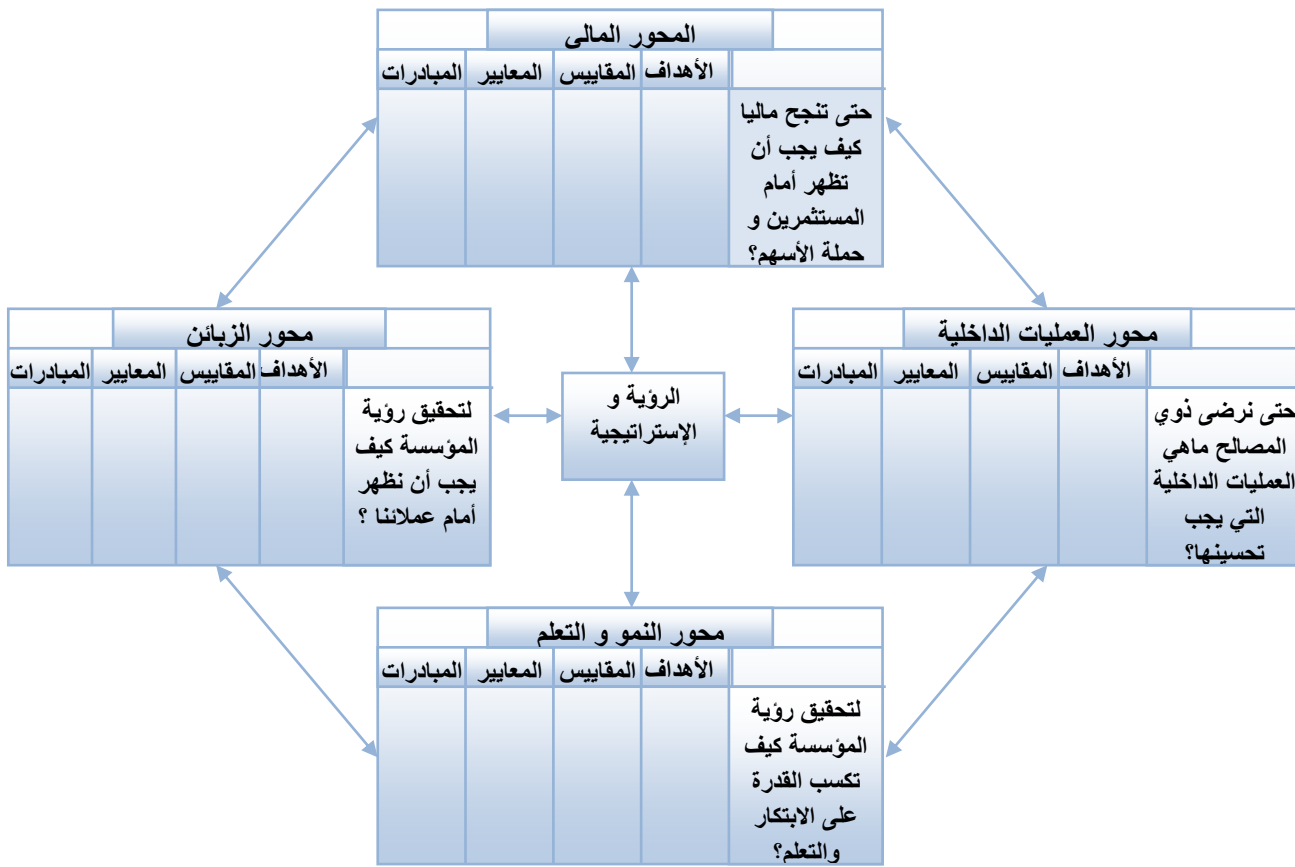 المحور المالى
الأهداف المقاييس المعايير المبادرات
حتى تنجح ماليا
كيف يجب أن
تظهر أمام
المستثمرين و
حملة الأسهم؟
محور العمليات الداخلية
الأهداف المقاييس المعايير المبادرات
حتى نرضى ذوي
المصالح ماهي
العمليات الداخلية
التي يجب
تحسينها؟
الرؤية و
الإستراتيجية
محور الزبائن
الأهداف المقاييس المعايير المبادرات
لتحقيق رؤية
المؤسسة كيف
يجب أن نظهر
أمام عملائنا ؟
محور النمو و التعلم
الأهداف المقاييس المعايير المبادرات
لتحقيق رؤية
المؤسسة كيف
تكسب القدرة
على الابتكار
والتعلم؟